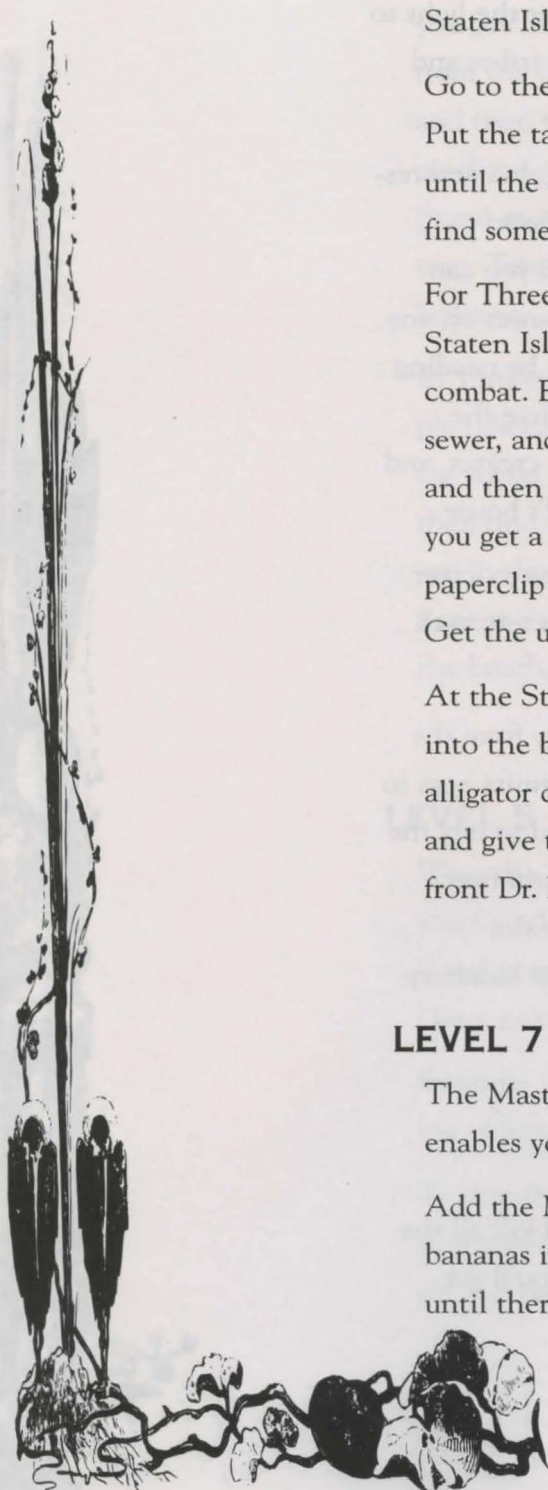 Staten Isl
Go to the
Put the ta
until the
find some
For Three
Staten Isl
combat. E
sewer, and
and then
you get a
paperclip
Get the u
At the St
into the b
alligator c
and give t
front Dr.
LEVEL 7
The Mast
enables yo
Add the
bananas i
until ther